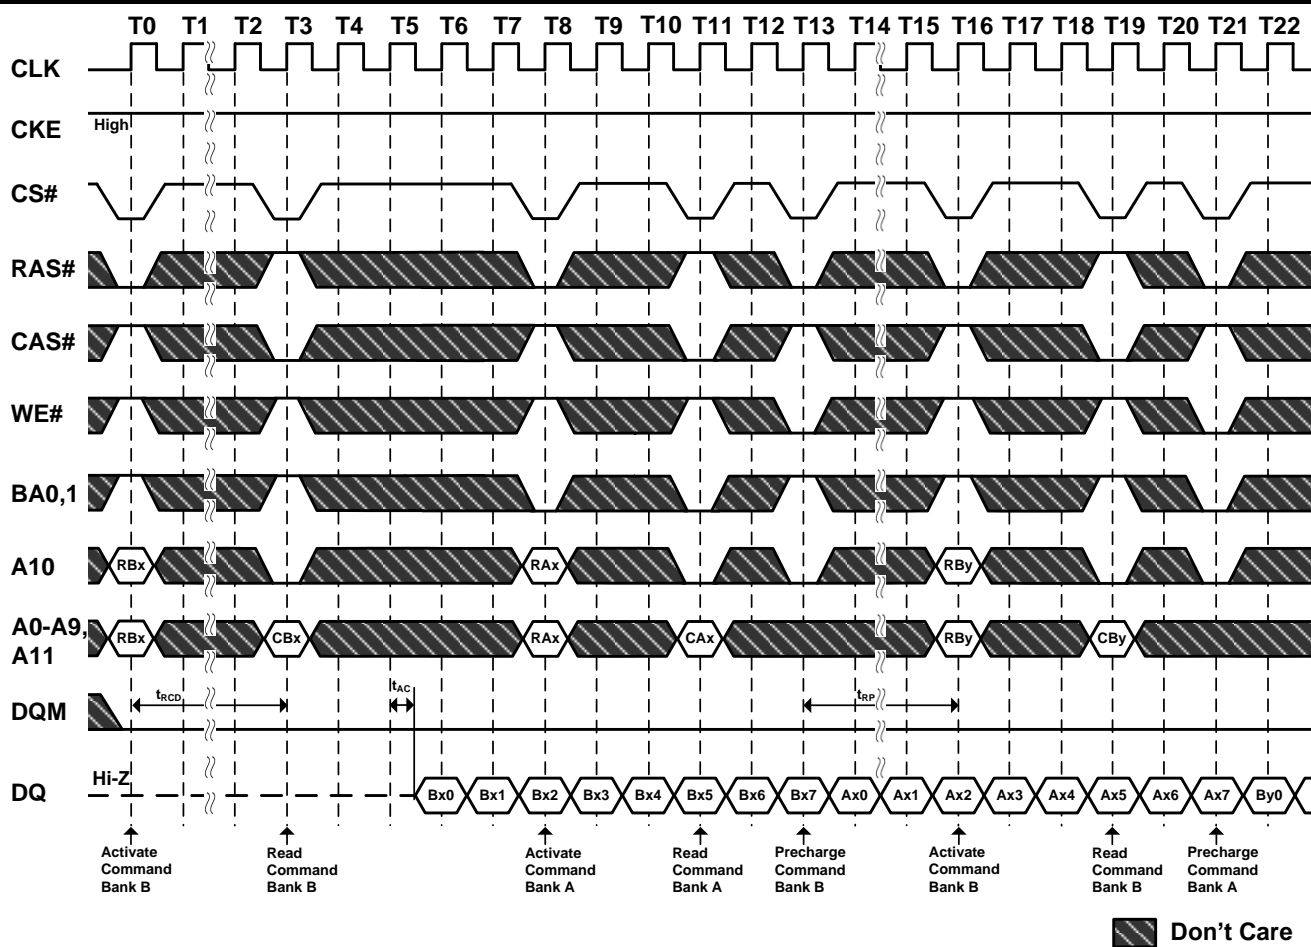 T0 T1 T2 T3 T4 T5 T6 T7 T8 T9 T10 T11 T12 T13 T14 T15 T16 T17 T18 T19 T20 T21 T22
CLK
CKE High
CS#
RAS#
CAS#
WE#
BA0,1
A10 RBx RAx RBy
A0-A9,
A11 RBx CBx RAx CAx RBy CBy
DQM tRCD tAC tRP
DQ Hi-Z Bx0 Bx1 Bx2 Bx3 Bx4 Bx5 Bx6 Bx7 Ax0 Ax1 Ax2 Ax3 Ax4 Ax5 Ax6 Ax7 By0
Activate
Command
Bank B
Read
Command
Bank B
Activate
Command
Bank A
Read
Command
Bank A
Precharge
Command
Bank B
Activate
Command
Bank B
Read
Command
Bank B
Precharge
Command
Bank A
Don't Care